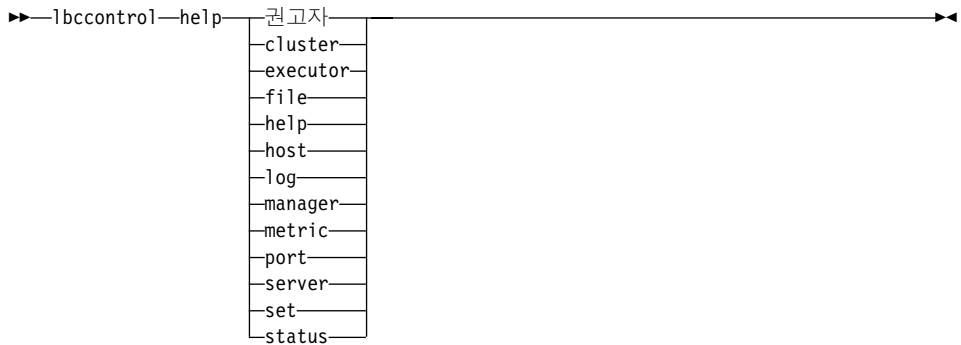 lbccontrol help 권고자
cluster
executor
file
help
host
log
manager
metric
port
server
set
status